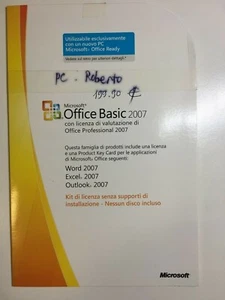 Utilizzabile esclusivamente
con un nuovo PC
Microsoft® Office Ready
PC. Roberto
199.90 €
Microsoft®
Office Basic 2007
con licenza di valutazione di
Office Professional 2007
Questa famiglia di prodotti include una licenza
e una Product Key Card per le applicazioni
di Microsoft® Office seguenti
Word 2007
Excel® 2007
Outlook® 2007
Kit di licenza senza supporti di
installazione - Nessun disco incluso
Microsoft®